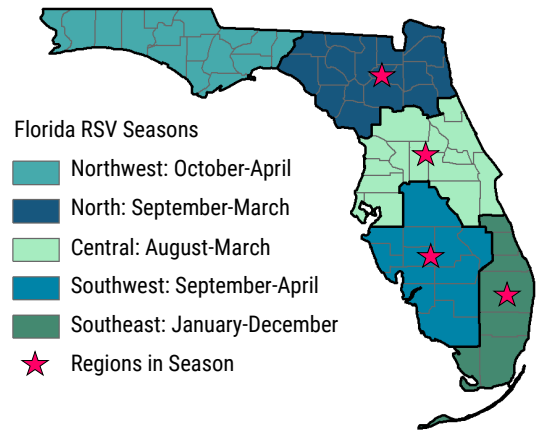 Florida RSV Seasons
Northwest: October-April
North: September-March
Central: August-March
Southwest: September-April
Southeast: January-December
Regions in Season